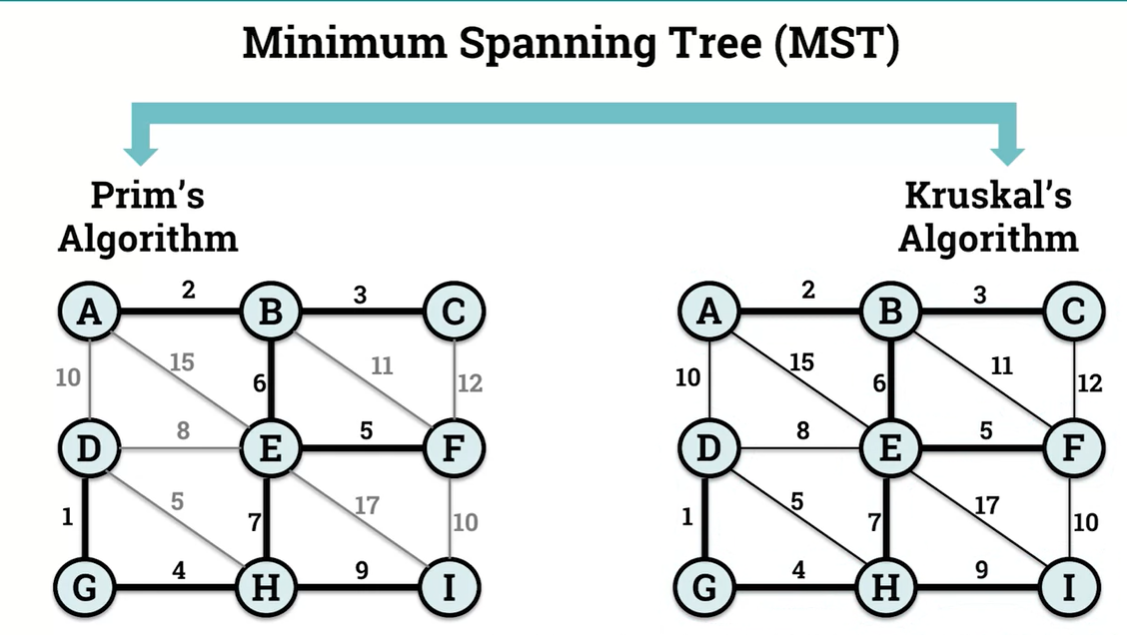 Minimum Spanning Tree (MST)
Prim's
Algorithm
A 2 B 3 C
10 15 6 11 12
D 8 E 5 F
1 5 7 17 10
G 4 H 9 I
Kruskal's
Algorithm
A 2 B 3 C
10 15 6 11 12
D 8 E 5 F
1 5 7 17 10
G 4 H 9 I